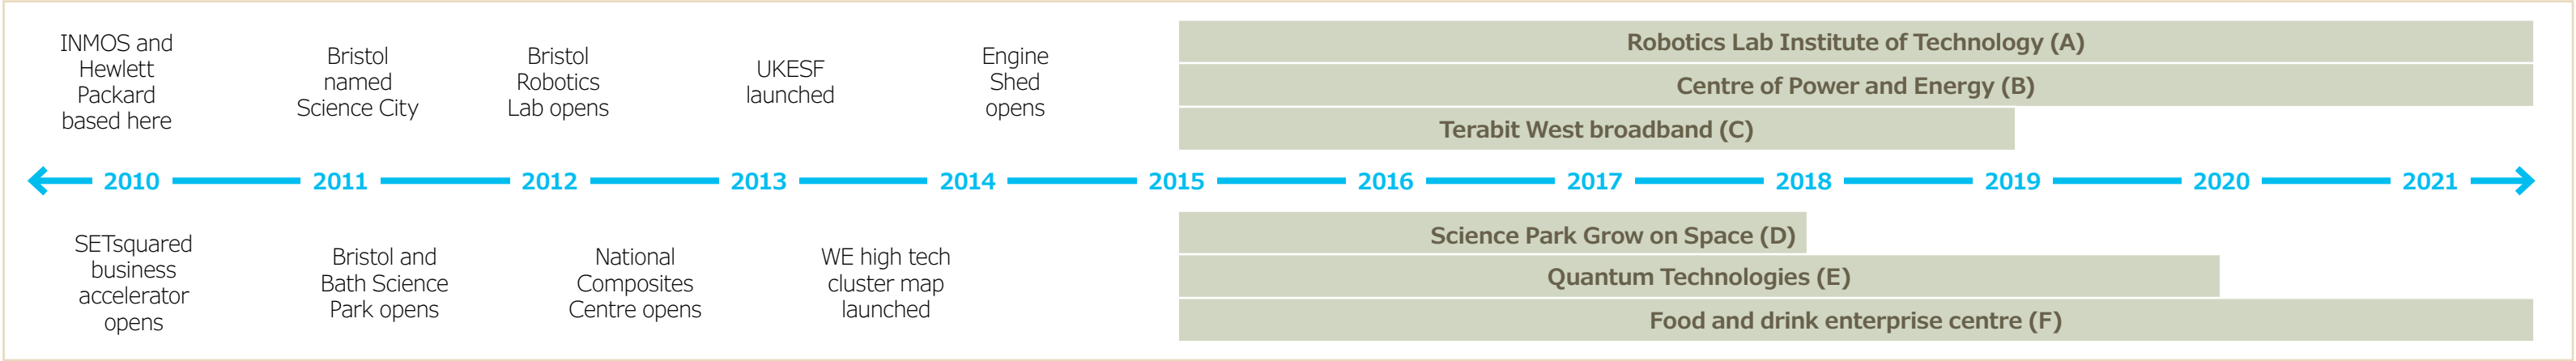 INMOS and
Hewlett
Packard
based here
Bristol
named
Science City
Bristol
Robotics
Lab opens
UKESF
launched
Engine
Shed
opens
Robotics Lab Institute of Technology (A)
Centre of Power and Energy (B)
Terabit West broadband (C)
2010 2011 2012 2013 2014 2015 2016 2017 2018 2019 2020 2021
SETsquared
business
accelerator
opens
Bristol and
Bath Science
Park opens
National
Composites
Centre opens
WE high tech
cluster map
launched
Science Park Grow on Space (D)
Quantum Technologies (E)
Food and drink enterprise centre (F)